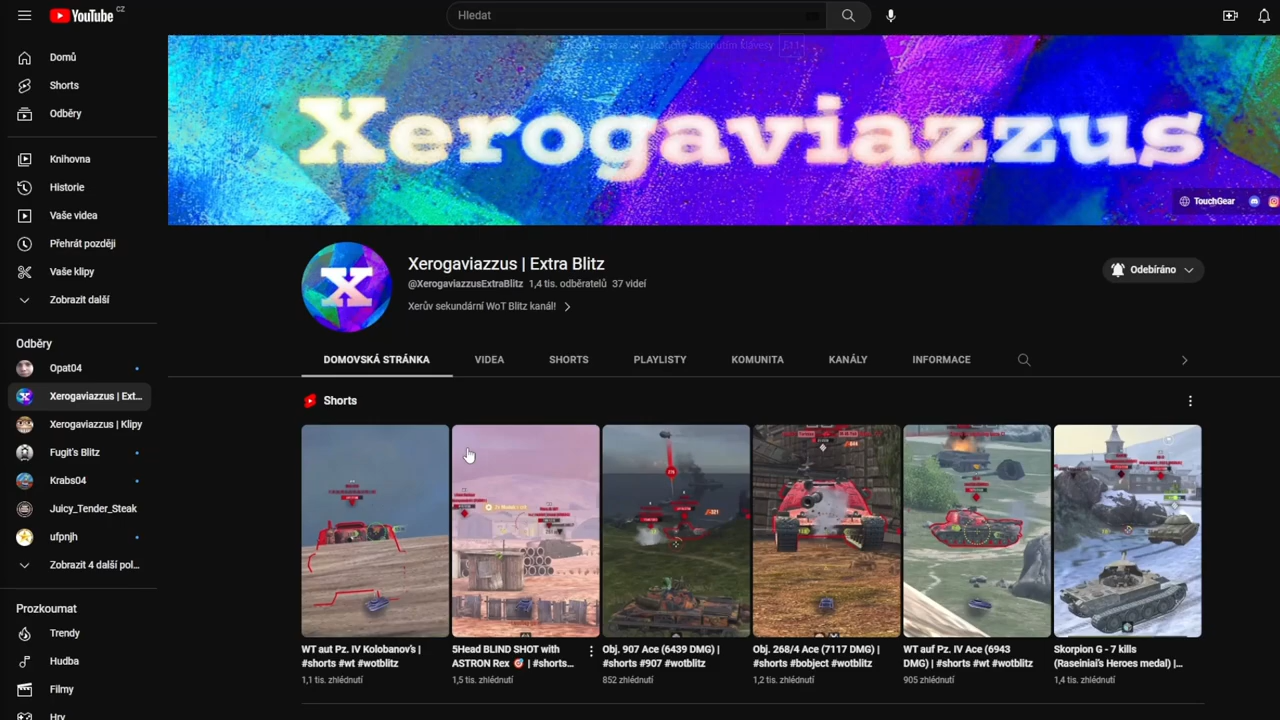 YouTube CZ
Hledat
Domů
Shorts
Odběry
Knihovna
Historie
Vaše videa
Přehrát později
Vaše klipy
Zobrazit další
Odběry
Opat04
Xerogaviazzus | Ext...
Xerogaviazzus | Klipy
Fugit's Blitz
Krabs04
Juicy_Tender_Steak
ufpnjh
Zobrazit 4 další pol...
Prozkoumat
Trendy
Hudba
Filmy
Hry
Xerogaviazzus
TouchGear
X
Xerogaviazzus | Extra Blitz
@XerogaviazzusExtraBlitz 1,4 tis. odběratelů 37 videí
Xerův sekundární WoT Blitz kanál!
Odebíráno
DOMOVSKÁ STRÁNKA VIDEA SHORTS PLAYLISTY KOMUNITA KANÁLY INFORMACE
Shorts
WT aut Pz. IV Kolobanov's |
#shorts #wt #wotblitz
1,1 tis. zhlédnutí
5Head BLIND SHOT with
ASTRON Rex 🎯 | #shorts...
1,5 tis. zhlédnutí
Obj. 907 Ace (6439 DMG) |
#shorts #907 #wotblitz
852 zhlédnutí
Obj. 268/4 Ace (7117 DMG) |
#shorts #bobject #wotblitz
1,2 tis. zhlédnutí
WT auf Pz. IV Ace (6943
DMG) | #shorts #wt #wotblitz
905 zhlédnutí
Skorpion G - 7 kills
(Raseiniai's Heroes medal) |...
1,4 tis. zhlédnutí